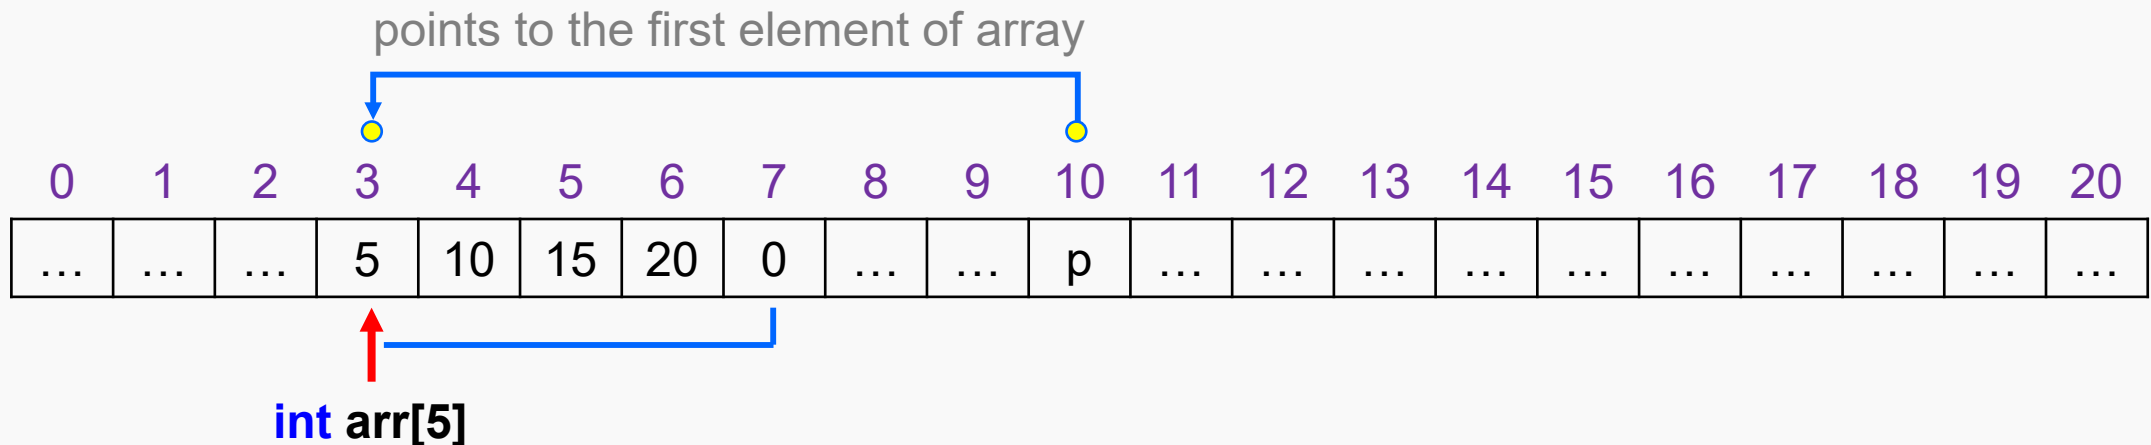 points to the first element of array
0 1 2 3 4 5 6 7 8 9 10 11 12 13 14 15 16 17 18 19 20
... ... ... 5 10 15 20 0 ... ... p ... ... ... ... ... ... ... ... ... ...
int arr[5]